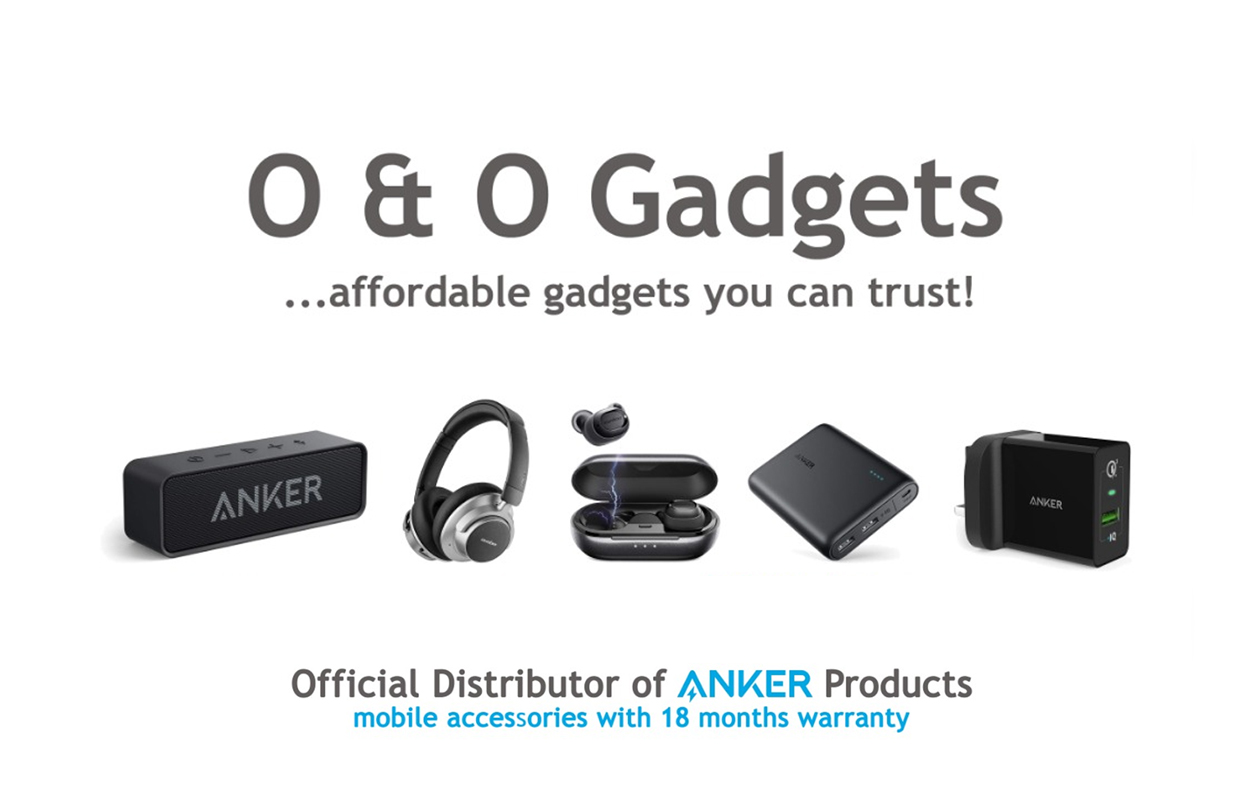 O & O Gadgets
...affordable gadgets you can trust!
ANKER
ANKER
ANKER
Official Distributor of ANKER Products
mobile accessories with 18 months warranty